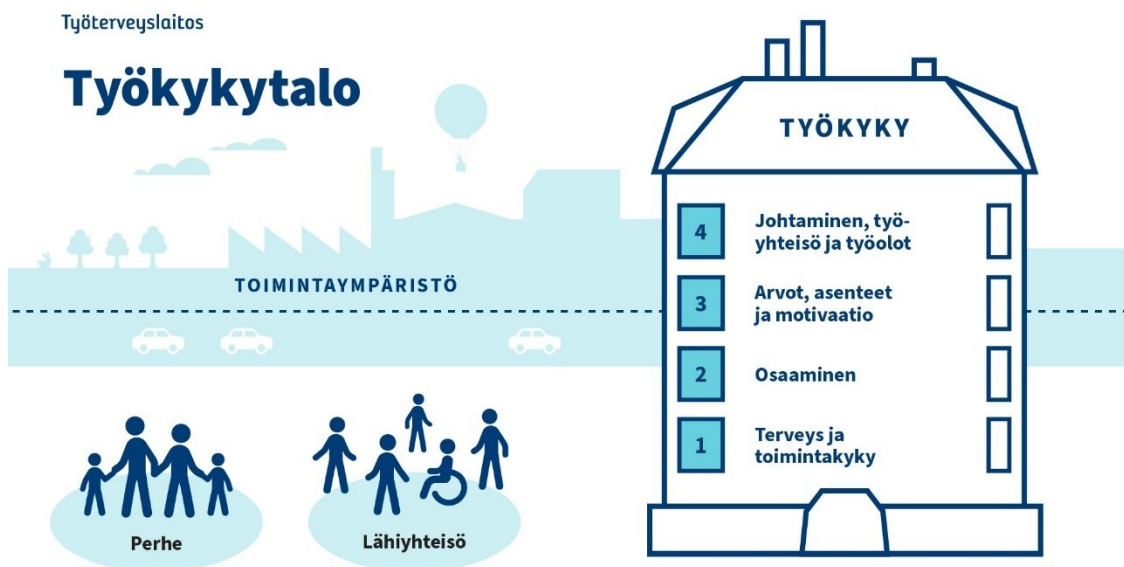 Työterveyslaitos
Työkykytalo
TOIMINTAYMPÄRISTÖ
Perhe
Lähiyhteisö
TYÖKYKY
4
Johtaminen, työ-
yhteisö ja työolot
3
Arvot, asenteet
ja motivaatio
2
Osaaminen
1
Terveys ja
toimintakyky